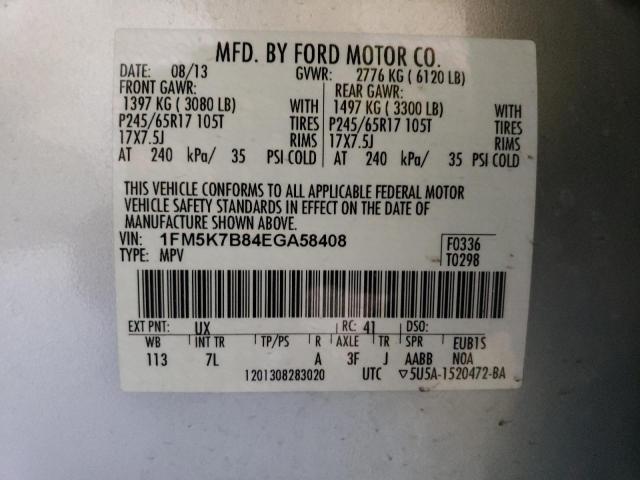 MFD. BY FORD MOTOR CO.
DATE: 08/13 GVWR: 2776 KG ( 6120 LB)
FRONT GAWR: REAR GAWR:
1397 KG ( 3080 LB) WITH 1497 KG ( 3300 LB) WITH
P245/65R17 105T TIRES P245/65R17 105T TIRES
17X7.5J RIMS 17X7.5J RIMS
AT 240 kPa/ 35 PSI COLD AT 240 kPa/ 35 PSI COLD
THIS VEHICLE CONFORMS TO ALL APPLICABLE FEDERAL MOTOR
VEHICLE SAFETY STANDARDS IN EFFECT ON THE DATE OF
MANUFACTURE SHOWN ABOVE.
VIN: 1FM5K7B84EGA58408 F0336
TYPE: MPV T0298
EXT PNT: UX RC: 41 DSO:
WB INT TR TP/PS R AXLE TR SPR EUB1S
113 7L A 3F J AABB NOA
1201308283020 UTC ▽5U5A-1520472-BA